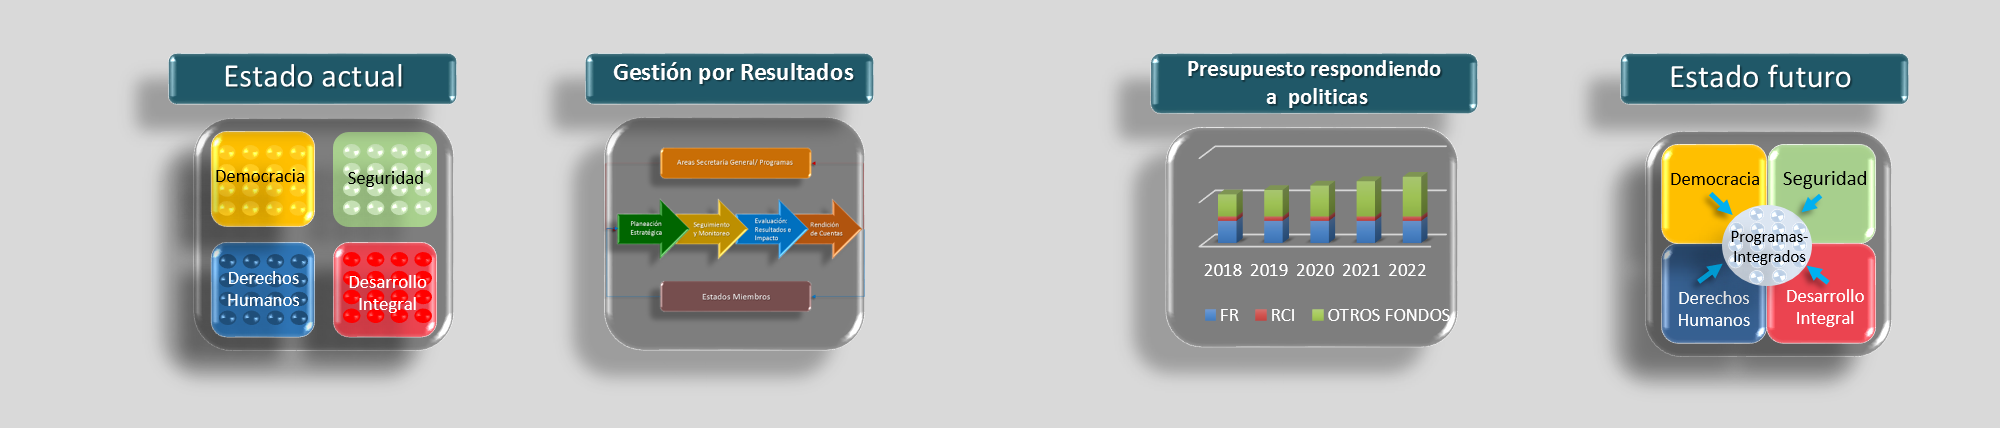 Estado actual
Democracia
Seguridad
Derechos
Humanos
Desarrollo
Integral
Gestión por Resultados
Areas Secretaría General/ Programas
Planeación
Estratégica
Seguimiento
y Monitoreo
Evaluación:
Resultados e
Impacto
Rendición
de Cuentas
Estados Miembros
Presupuesto respondiendo
a politicas
2018 2019 2020 2021 2022
FR RCI OTROS FONDOS
Estado futuro
Democracia
Seguridad
Programas-
Integrados
Derechos
Humanos
Desarrollo
Integral